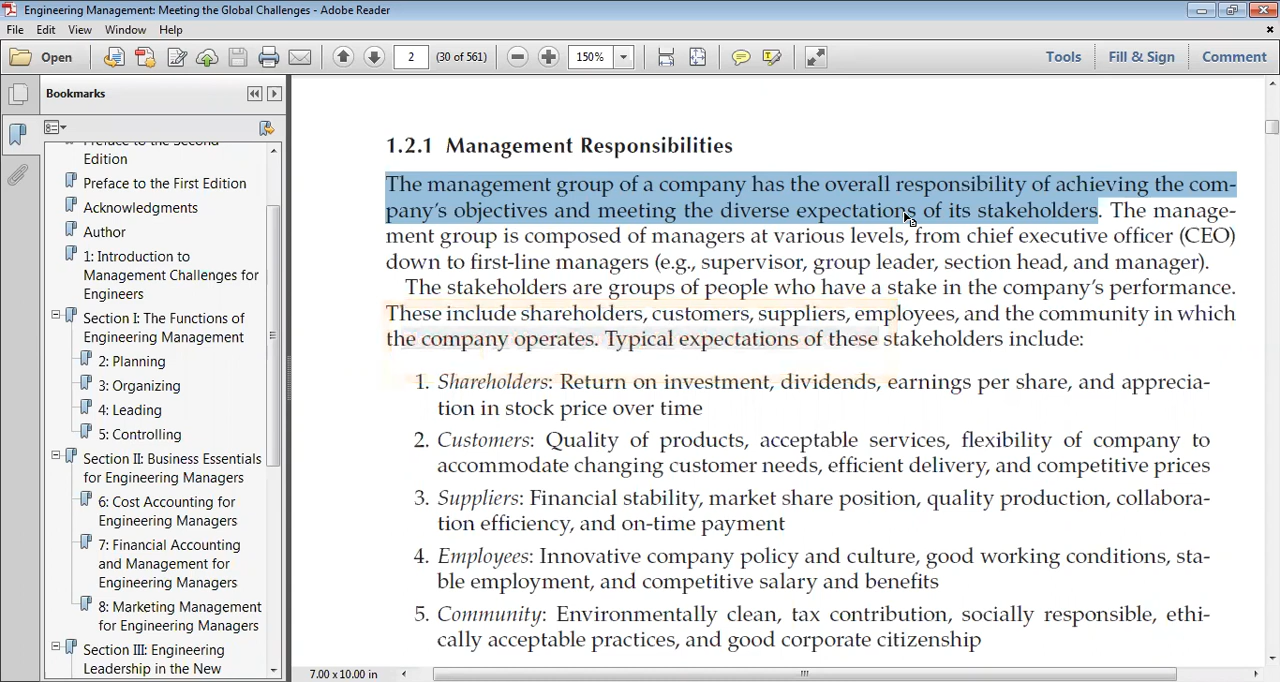 Engineering Management: Meeting the Global Challenges - Adobe Reader
File Edit View Window Help
Open 2 (30 of 561) 150% Tools Fill & Sign Comment
Bookmarks
Preface to the Second
Edition
Preface to the First Edition
Acknowledgments
Author
1: Introduction to
Management Challenges for
Engineers
Section I: The Functions of
Engineering Management
2: Planning
3: Organizing
4: Leading
5: Controlling
Section II: Business Essentials
for Engineering Managers
6: Cost Accounting for
Engineering Managers
7: Financial Accounting
and Management for
Engineering Managers
8: Marketing Management
for Engineering Managers
Section III: Engineering
Leadership in the New
1.2.1 Management Responsibilities
The management group of a company has the overall responsibility of achieving the com-
pany's objectives and meeting the diverse expectations of its stakeholders. The manage-
ment group is composed of managers at various levels, from chief executive officer (CEO)
down to first-line managers (e.g., supervisor, group leader, section head, and manager).
The stakeholders are groups of people who have a stake in the company's performance.
These include shareholders, customers, suppliers, employees, and the community in which
the company operates. Typical expectations of these stakeholders include:
1. Shareholders: Return on investment, dividends, earnings per share, and apprecia-
tion in stock price over time
2. Customers: Quality of products, acceptable services, flexibility of company to
accommodate changing customer needs, efficient delivery, and competitive prices
3. Suppliers: Financial stability, market share position, quality production, collabora-
tion efficiency, and on-time payment
4. Employees: Innovative company policy and culture, good working conditions, sta-
ble employment, and competitive salary and benefits
5. Community: Environmentally clean, tax contribution, socially responsible, ethi-
cally acceptable practices, and good corporate citizenship
7.00 x 10.00 in